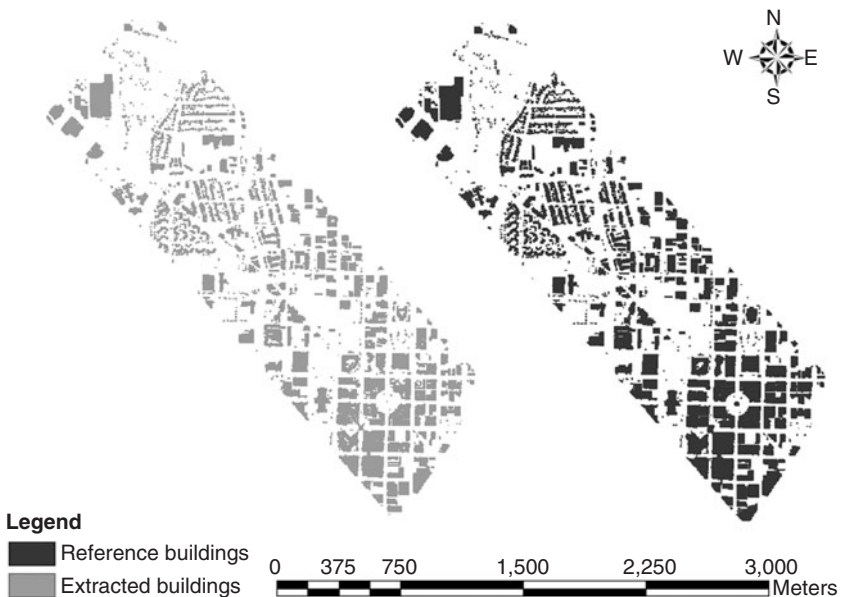 N
W E
S
Legend
Reference buildings
Extracted buildings
0 375 750 1,500 2,250 3,000
Meters